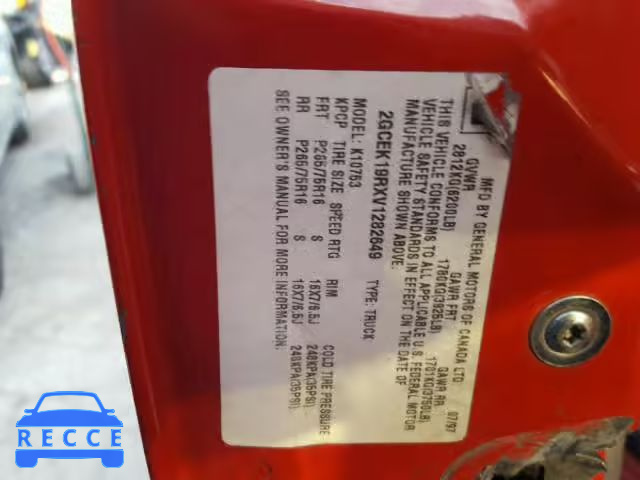 MFD BY GENERAL MOTORS OF CANADA LTD
07/97
GVWR GAWR FRT GAWR RR
2812KG(6200LB) 1780KG(3925LB) 1701KG(3750LB)
THIS VEHICLE CONFORMS TO ALL APPLICABLE U.S. FEDERAL MOTOR
VEHICLE SAFETY STANDARDS IN EFFECT ON THE DATE OF
MANUFACTURE SHOWN ABOVE.
2GCEK19RXV1282649 TYPE: TRUCK
MODEL: K10753
KPCP TIRE SIZE SPEED RTG RIM COLD TIRE PRESSURE
FRT P265/75R16 S 16X7/6.5J 240KPA(35PSI)
RR P265/75R16 S 16X7/6.5J 240KPA(35PSI)
SEE OWNER'S MANUAL FOR MORE INFORMATION.
RECCE